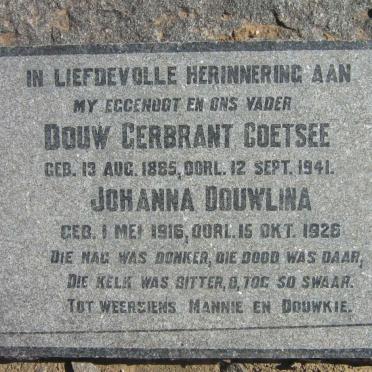 IN LIEFDEVOLLE HERINNERING AAN
MY EGGENOOT EN ONS VADER
DOUW GERBRANT COETSEE
GEB. 13 AUG. 1885, OORL. 12 SEPT. 1941.
JOHANNA DOUWLINA
GEB. 1 MEI 1916, OORL. 15 OKT. 1926
DIE NAG WAS DONKER, DIE DOOD WAS DAAR,
DIE KELK WAS BITTER, O, TOG SO SWAAR.
TOT WEERSIENS MANNIE EN DOUWKIE.